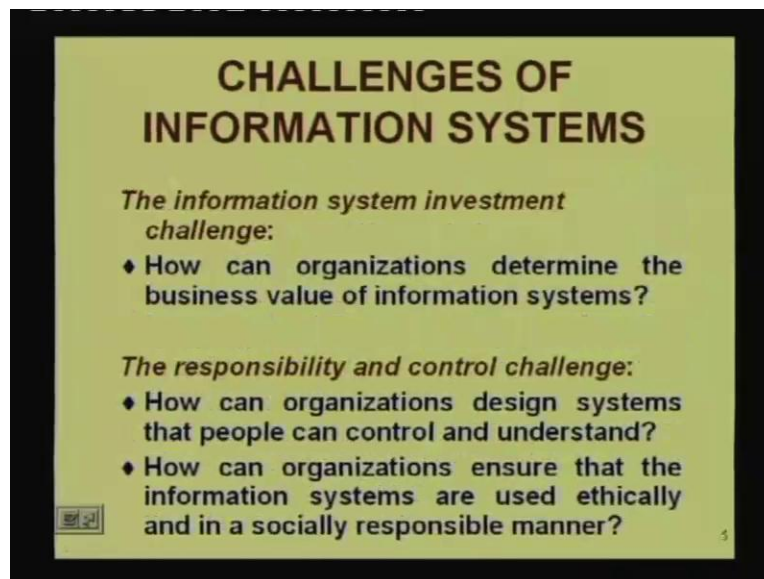 CHALLENGES OF
INFORMATION SYSTEMS
The information system investment
challenge:
♦ How can organizations determine the
business value of information systems?
The responsibility and control challenge:
♦ How can organizations design systems
that people can control and understand?
♦ How can organizations ensure that the
information systems are used ethically
and in a socially responsible manner?